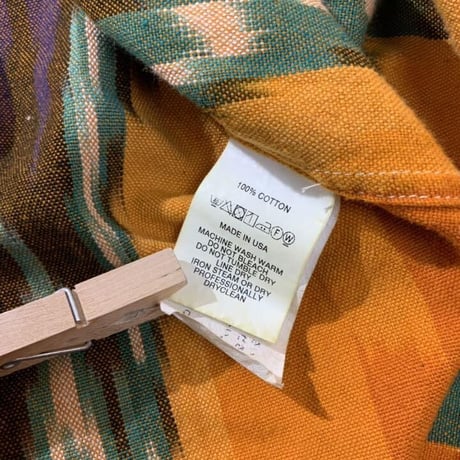 100% COTTON
F W
MADE IN USA
MACHINE WASH WARM
DO NOT BLEACH
DO NOT TUMBLE DRY
LINE DRY
IRON STEAM OR DRY
PROFESSIONALLY
DRYCLEAN